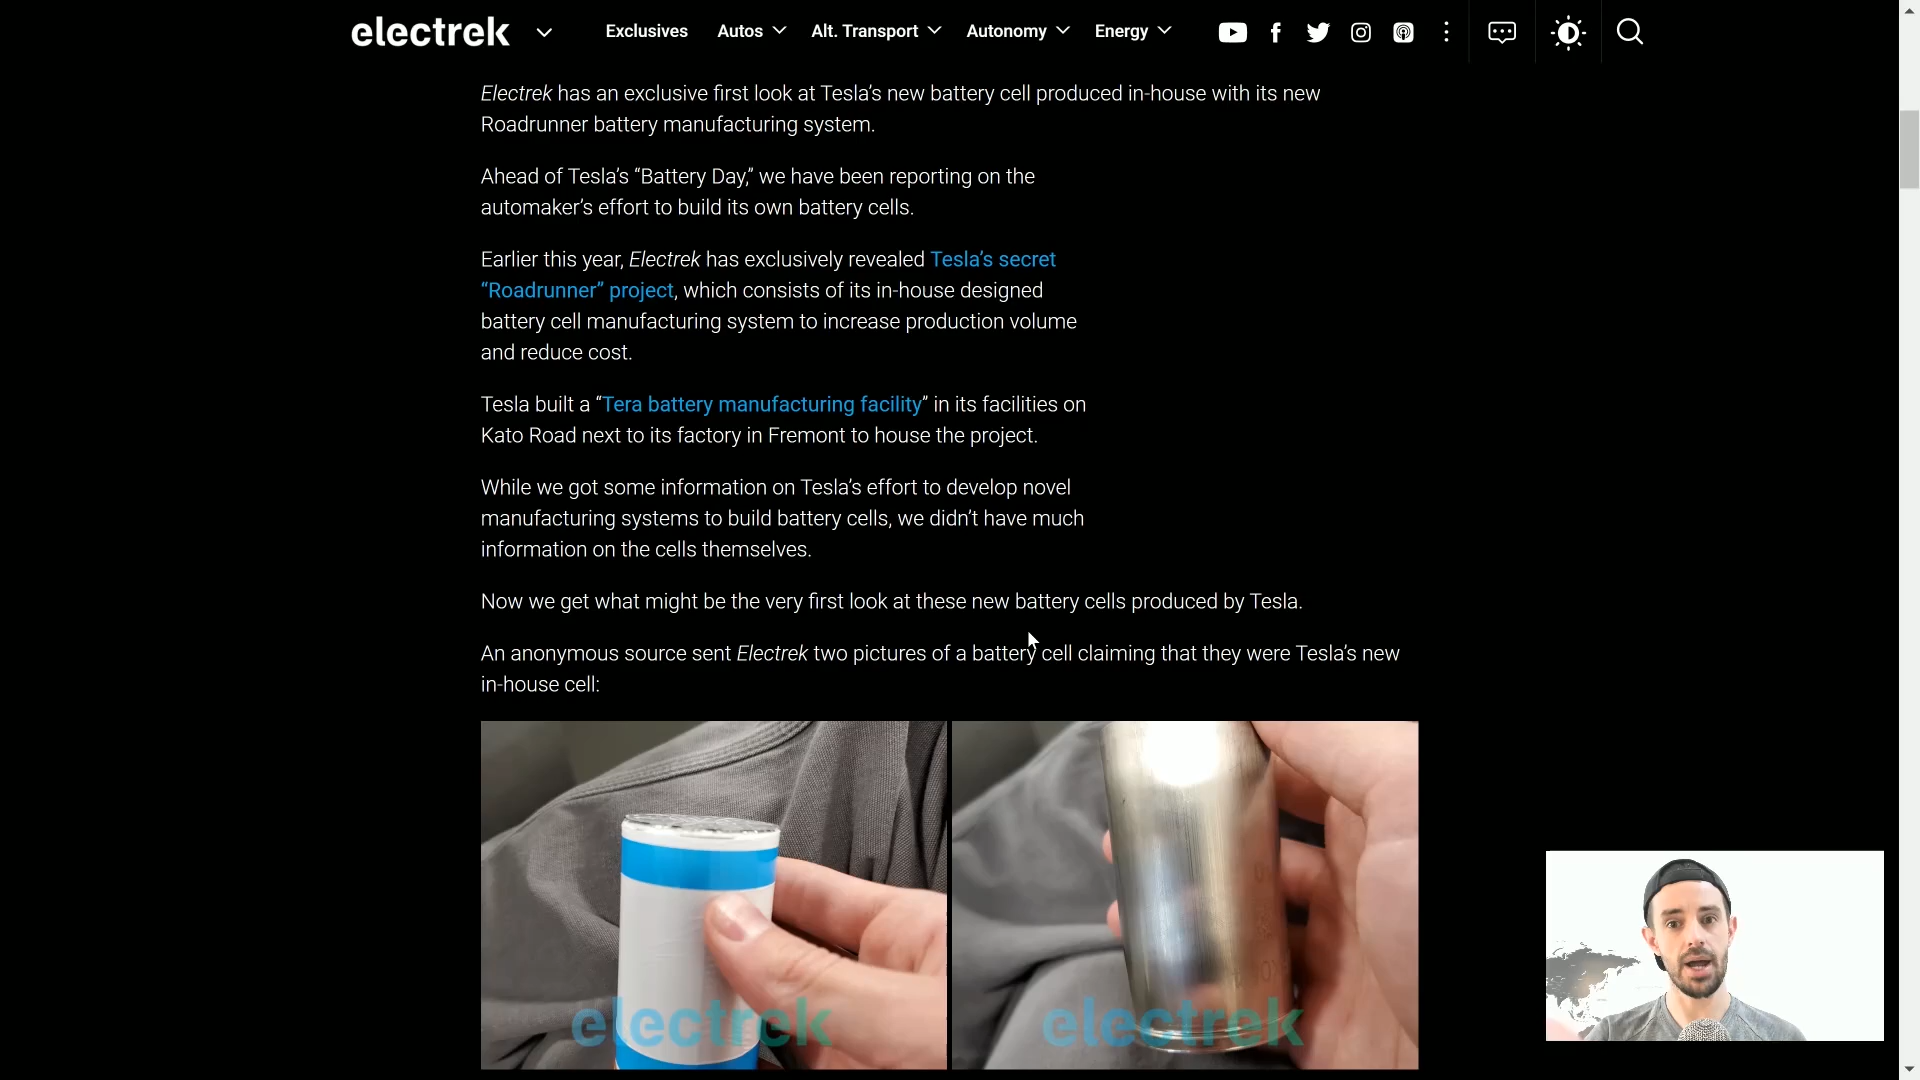 electrek
Exclusives Autos Alt. Transport Autonomy Energy
Electrek has an exclusive first look at Tesla’s new battery cell produced in-house with its new
Roadrunner battery manufacturing system.
Ahead of Tesla’s “Battery Day,” we have been reporting on the
automaker’s effort to build its own battery cells.
Earlier this year, Electrek has exclusively revealed Tesla’s secret
“Roadrunner” project, which consists of its in-house designed
battery cell manufacturing system to increase production volume
and reduce cost.
Tesla built a “Tera battery manufacturing facility” in its facilities on
Kato Road next to its factory in Fremont to house the project.
While we got some information on Tesla’s effort to develop novel
manufacturing systems to build battery cells, we didn’t have much
information on the cells themselves.
Now we get what might be the very first look at these new battery cells produced by Tesla.
An anonymous source sent Electrek two pictures of a battery cell claiming that they were Tesla’s new
in-house cell:
electrek
electrek